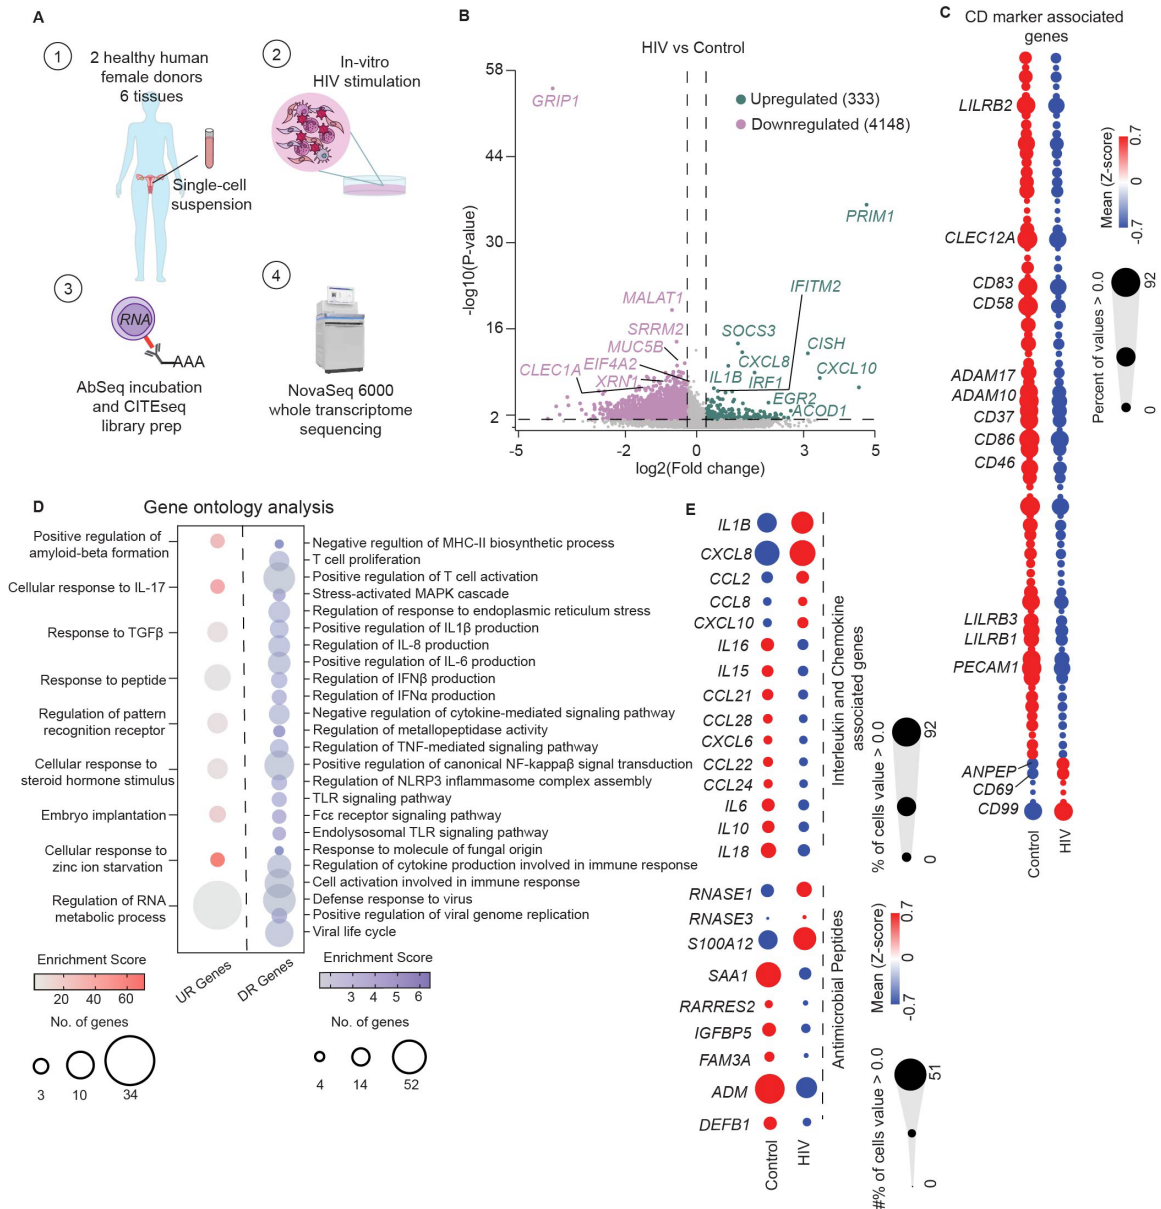 A
1
2 healthy human
female donors
6 tissues
Single-cell
suspension
2
In-vitro
HIV stimulation
3
RNA
AAA
AbSeq incubation
and CITEseq
library prep
4
NovaSeq 6000
whole transcriptome
sequencing
B
HIV vs Control
58
44
30
16
2
-log10(P-value)
-5
-2
0
3
5
log2(Fold change)
Upregulated (333)
Downregulated (4148)
GRIP1
PRIM1
MALAT1
SRRM2
MUC5B
EIF4A2
CLEC1A
XRN1
IFITM2
SOCS3
CISH
CXCL8
CXCL10
IL1B
IRF1
EGR2
ACOD1
C
CD marker associated
genes
LILRB2
CLEC12A
CD83
CD58
ADAM17
ADAM10
CD37
CD86
CD46
LILRB3
LILRB1
PECAM1
ANPEP
CD69
CD99
Control
HIV
Mean (Z-score)
0.7
0
-0.7
Percent of values > 0.0
92
0
D
Gene ontology analysis
Positive regulation of
amyloid-beta formation
Cellular response to IL-17
Response to TGFβ
Response to peptide
Regulation of pattern
recognition receptor
Cellular response to
steroid hormone stimulus
Embryo implantation
Cellular response to
zinc ion starvation
Regulation of RNA
metabolic process
Negative regultion of MHC-II biosynthetic process
T cell proliferation
Positive regulation of T cell activation
Stress-activated MAPK cascade
Regulation of response to endoplasmic reticulum stress
Positive regulation of IL1β production
Regulation of IL-8 production
Positive regulation of IL-6 production
Regulation of IFNβ production
Regulation of IFNα production
Negative regulation of cytokine-mediated signaling pathway
Regulation of metallopeptidase activity
Regulation of TNF-mediated signaling pathway
Positive regulation of canonical NF-kappaβ signal transduction
Regulation of NLRP3 inflammasome complex assembly
TLR signaling pathway
Fcε receptor signaling pathway
Endolysosomal TLR signaling pathway
Response to molecule of fungal origin
Regulation of cytokine production involved in immune response
Cell activation involved in immune response
Defense response to virus
Positive regulation of viral genome replication
Viral life cycle
UR Genes
DR Genes
Enrichment Score
20 40 60
No. of genes
3 10 34
Enrichment Score
3 4 5 6
No. of genes
4 14 52
E
IL1B
CXCL8
CCL2
CCL8
CXCL10
IL16
IL15
CCL21
CCL28
CXCL6
CCL22
CCL24
IL6
IL10
IL18
Interleukin and Chemokine
associated genes
RNASE1
RNASE3
S100A12
SAA1
RARRES2
IGFBP5
FAM3A
ADM
DEFB1
Antimicrobial Peptides
Control
HIV
% of cells value > 0.0
92
0
Mean (Z-score)
0.7
0
-0.7
#% of cells value > 0.0
51
0